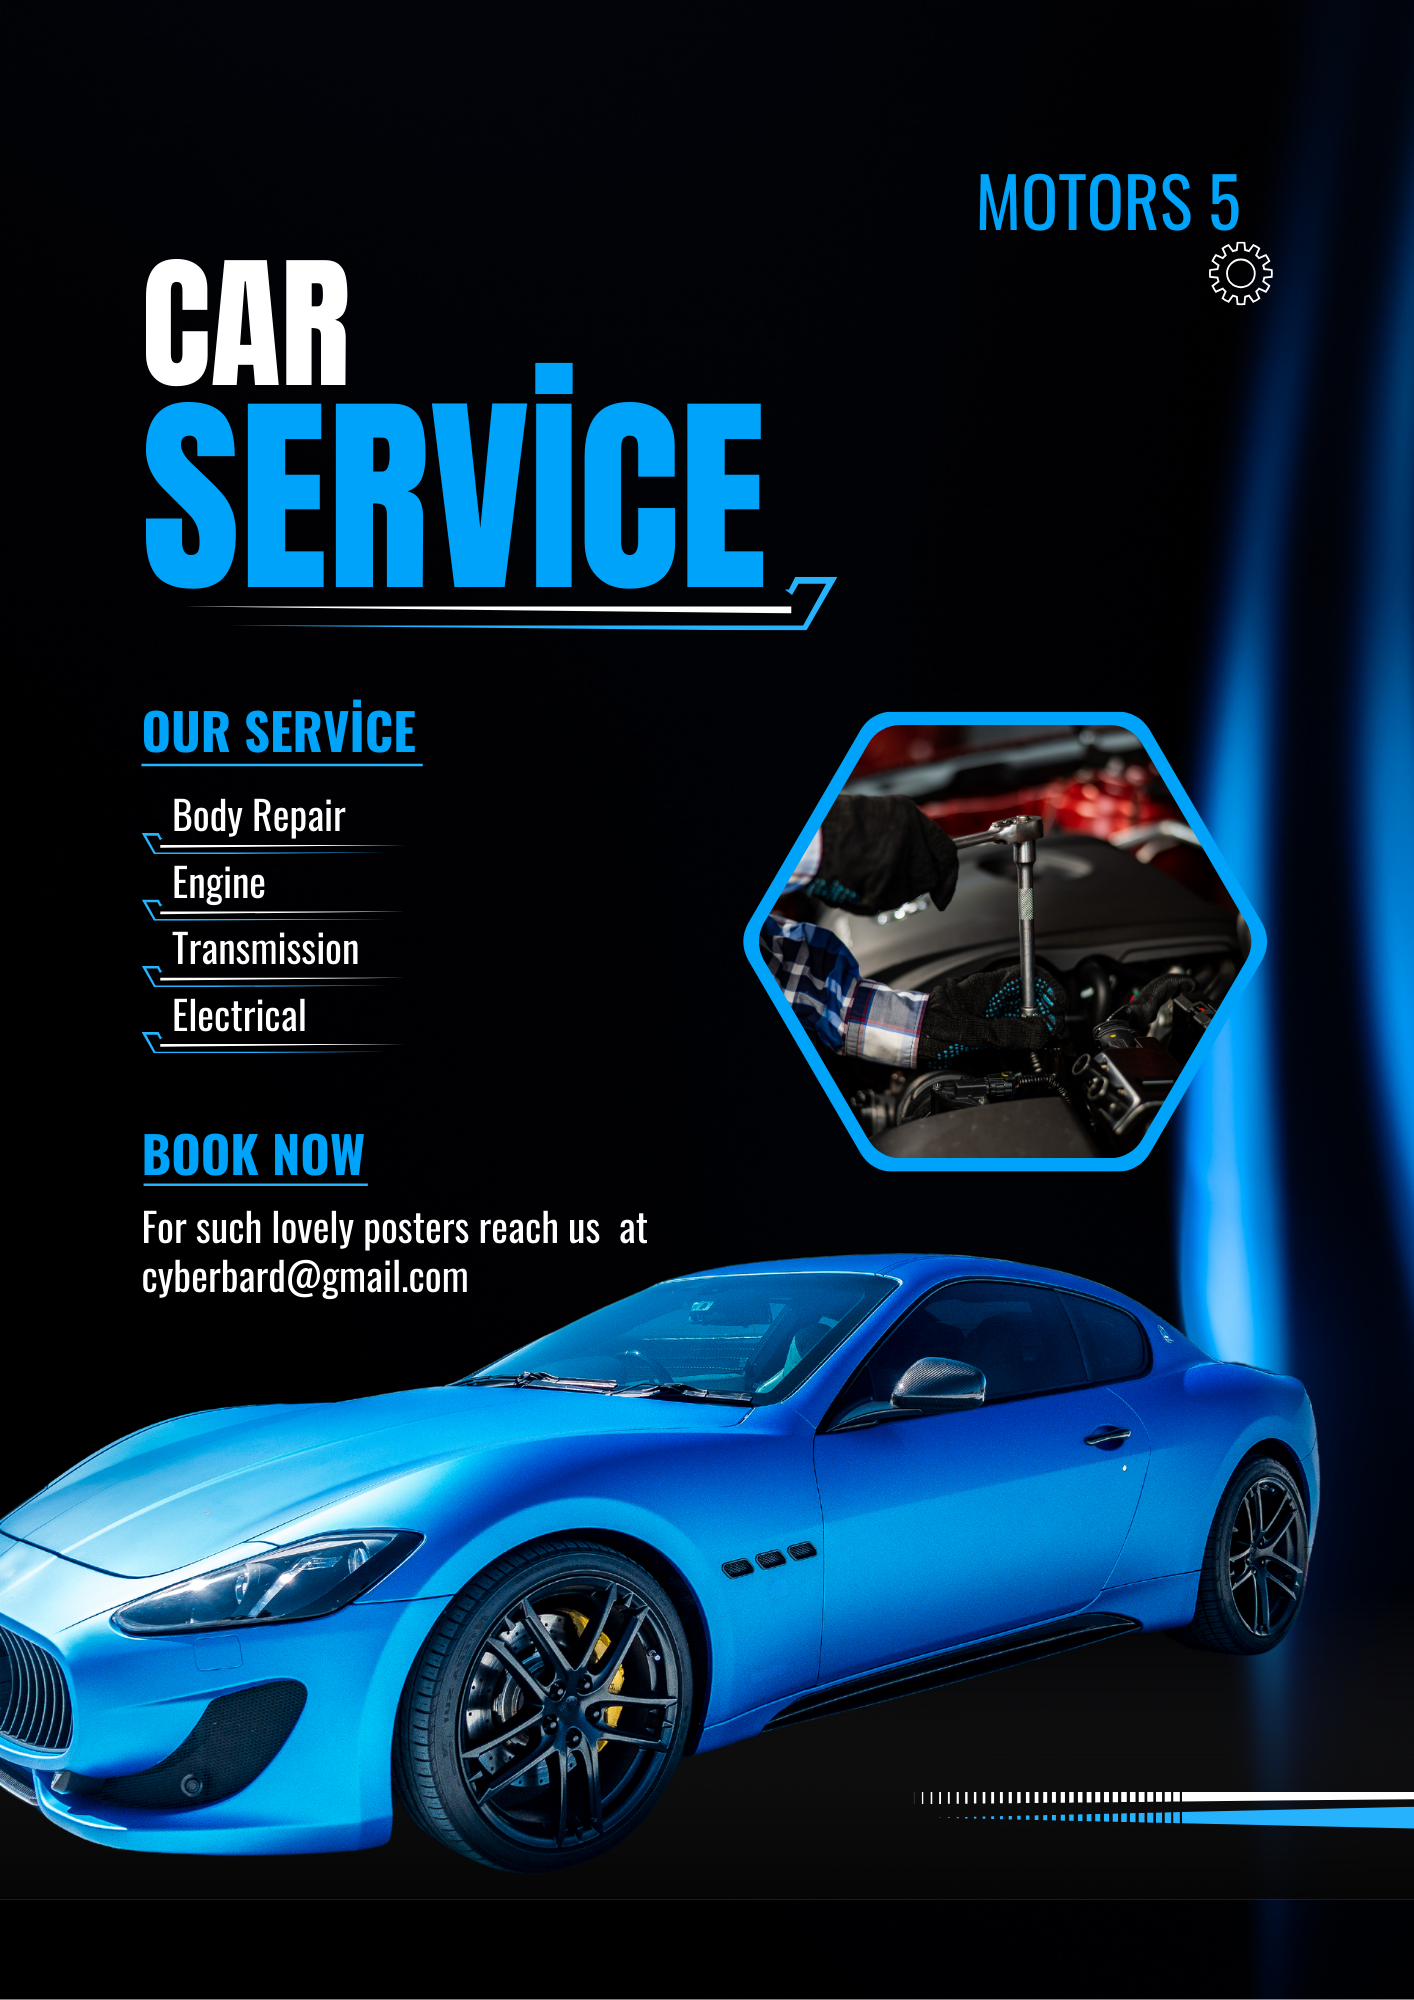 MOTORS 5
CAR
SERVİCE
OUR SERVİCE
Body Repair
Engine
Transmission
Electrical
BOOK NOW
For such lovely posters reach us at
cyberbard@gmail.com